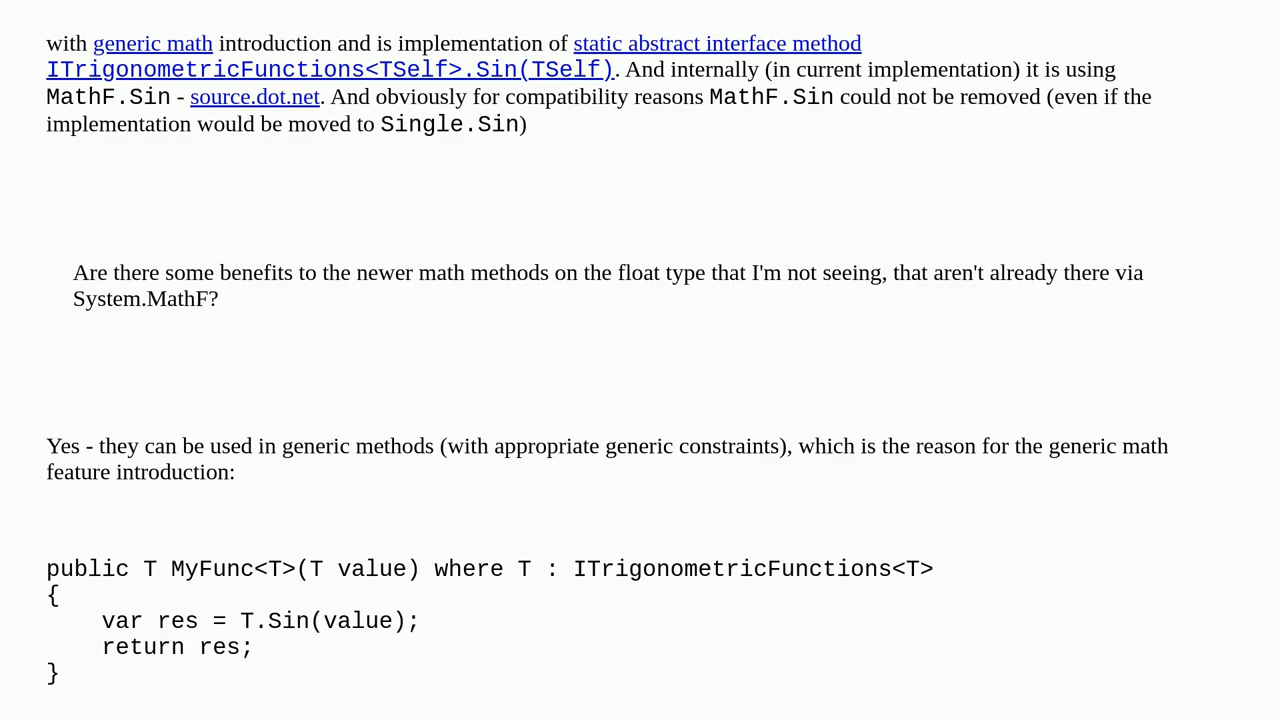 with generic math introduction and is implementation of static abstract interface method
ITrigonometricFunctions<TSelf>.Sin(TSelf). And internally (in current implementation) it is using
MathF.Sin - source.dot.net. And obviously for compatibility reasons MathF.Sin could not be removed (even if the
implementation would be moved to Single.Sin)
Are there some benefits to the newer math methods on the float type that I'm not seeing, that aren't already there via
System.MathF?
Yes - they can be used in generic methods (with appropriate generic constraints), which is the reason for the generic math
feature introduction:
public T MyFunc<T>(T value) where T : ITrigonometricFunctions<T>
{
    var res = T.Sin(value);
    return res;
}